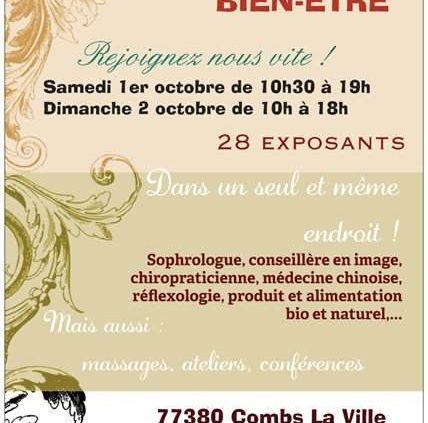 BIEN-ETRE
Rejoignez nous vite !
Samedi 1er octobre de 10h30 à 19h
Dimanche 2 octobre de 10h à 18h
28 EXPOSANTS
Dans un seul et même
endroit !
Sophrologue, conseillère en image,
chiropraticienne, médecine chinoise,
réflexologie, produit et alimentation
bio et naturel,...
Mais aussi :
massages, ateliers, conférences
77380 Combs La Ville